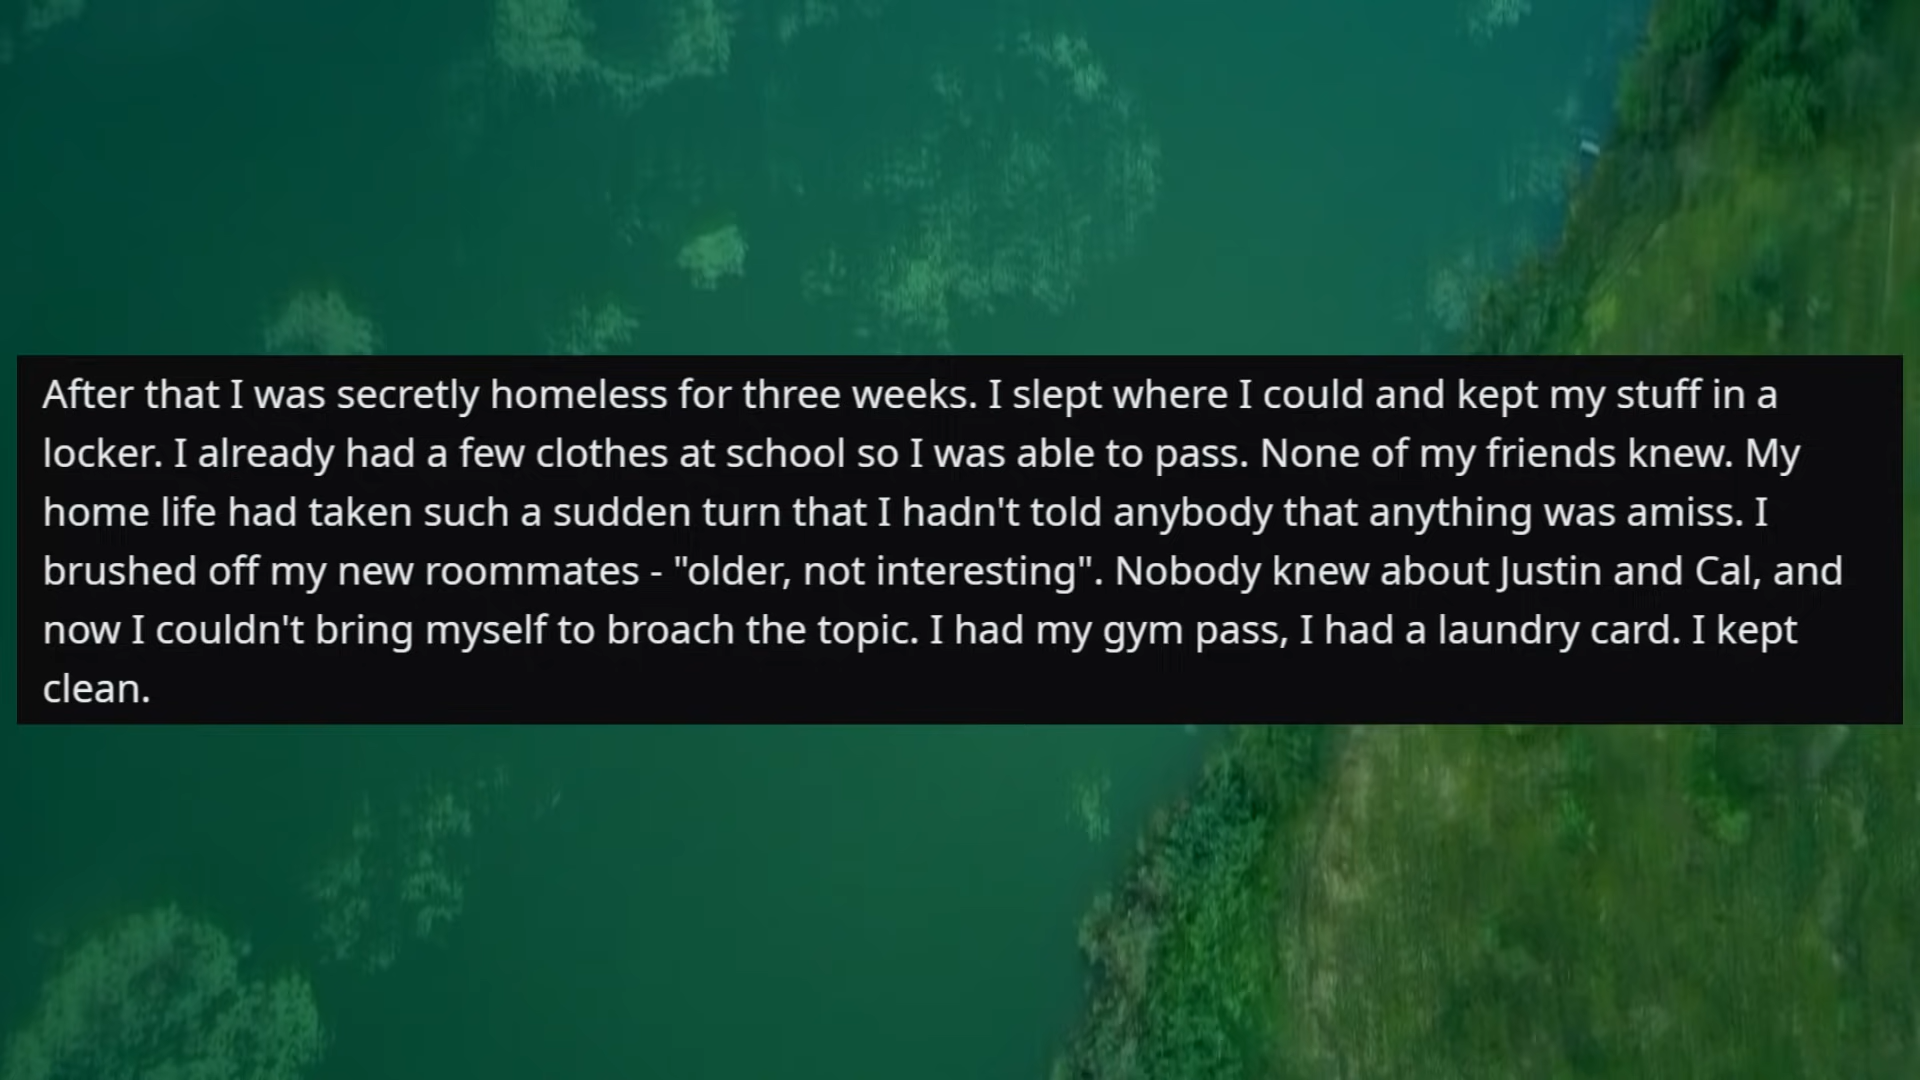 After that I was secretly homeless for three weeks. I slept where I could and kept my stuff in a
locker. I already had a few clothes at school so I was able to pass. None of my friends knew. My
home life had taken such a sudden turn that I hadn't told anybody that anything was amiss. I
brushed off my new roommates - "older, not interesting". Nobody knew about Justin and Cal, and
now I couldn't bring myself to broach the topic. I had my gym pass, I had a laundry card. I kept
clean.